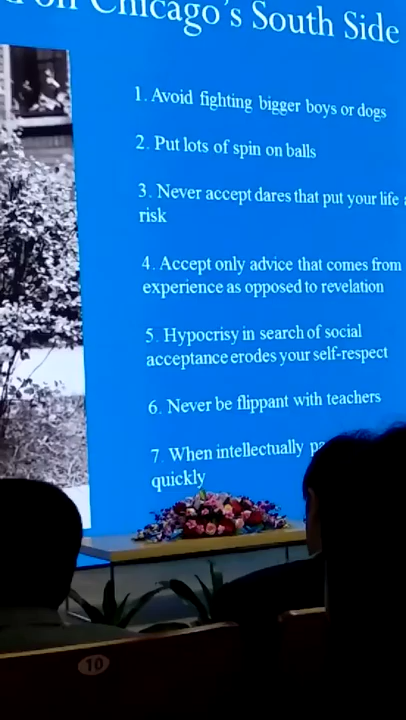 on Chicago's South Side
1. Avoid fighting bigger boys or dogs
2. Put lots of spin on balls
3. Never accept dares that put your life
risk
4. Accept only advice that comes from
experience as opposed to revelation
5. Hypocrisy in search of social
acceptance erodes your self-respect
6. Never be flippant with teachers
7. When intellectually
quickly
10